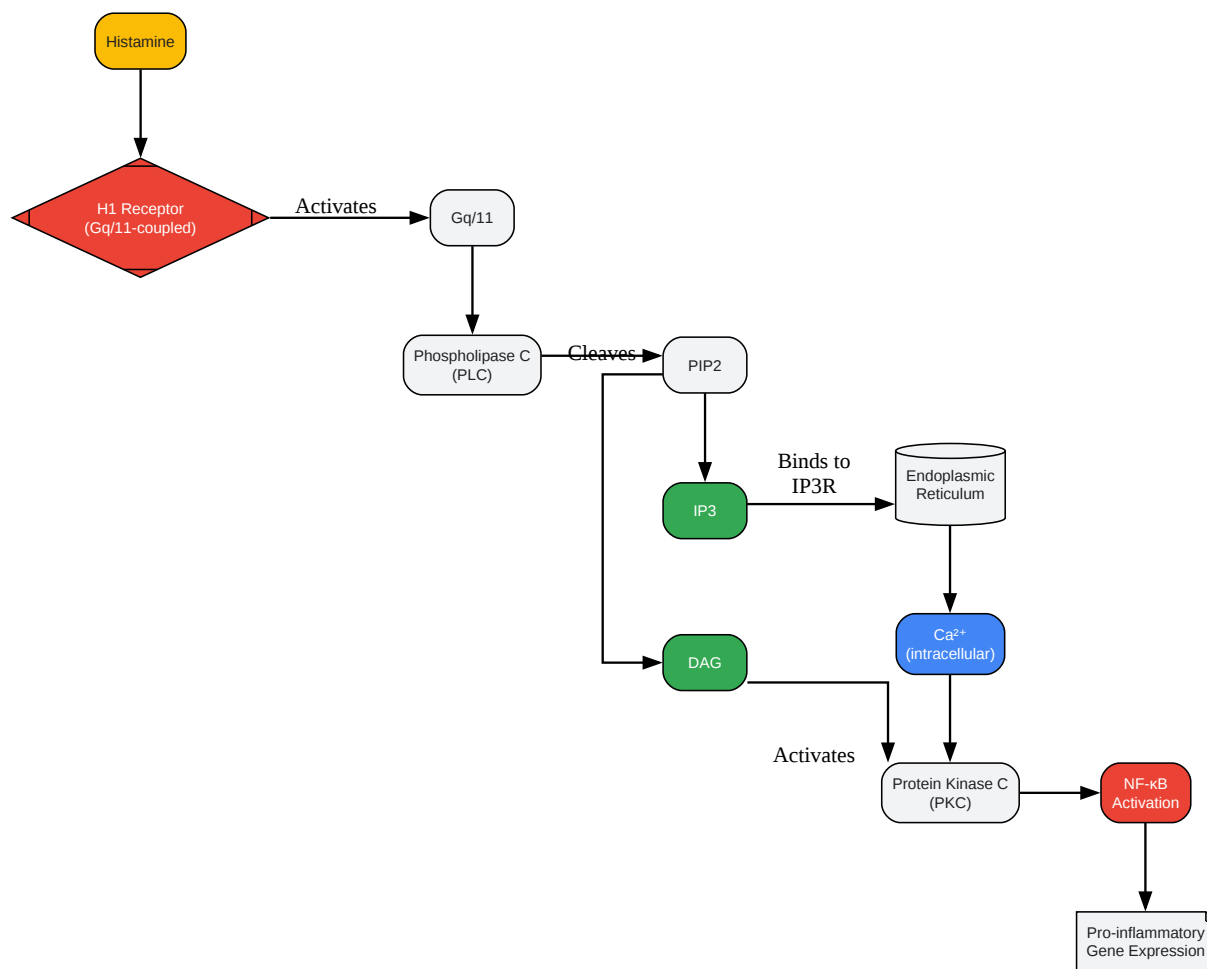 Histamine
H1 Receptor
(Gq/11-coupled)
Activates
Gq/11
Phospholipase C
(PLC)
Cleaves
PIP2
Binds to
IP3R
Endoplasmic
Reticulum
IP3
Ca²⁺
(intracellular)
DAG
Activates
Protein Kinase C
(PKC)
NF-κB
Activation
Pro-inflammatory
Gene Expression